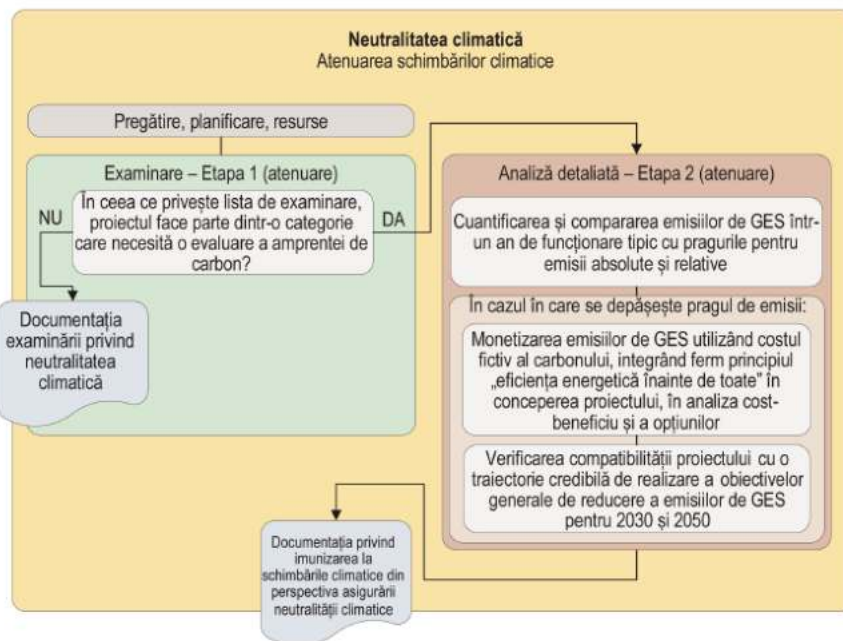 Neutralitatea climatică
Atenuarea schimbărilor climatice
Pregătire, planificare, resurse
Examinare – Etapa 1 (atenuare)
În ceea ce privește lista de examinare,
proiectul face parte dintr-o categorie
care necesită o evaluare a amprentei de
carbon?
NU
DA
Documentația
examinării privind
neutralitatea
climatică
Analiză detaliată – Etapa 2 (atenuare)
Cuantificarea și compararea emisiilor de GES într-
un an de funcționare tipic cu pragurile pentru
emisii absolute și relative
În cazul în care se depășește pragul de emisii:
Monetizarea emisiilor de GES utilizând costul
fictiv al carbonului, integrând ferm principiul
„eficiența energetică înainte de toate” în
conceperea proiectului, în analiza cost-
beneficiu și a opțiunilor
Verificarea compatibilității proiectului cu o
traiectorie credibilă de realizare a obiectivelor
generale de reducere a emisiilor de GES
pentru 2030 și 2050
Documentația privind
imunizarea la
schimbările climatice din
perspectiva asigurării
neutralității climatice